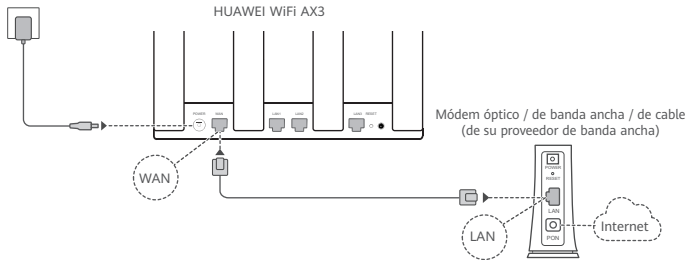 HUAWEI WiFi AX3
POWER WAN LAN1 LAN2 LAN3 RESET
Módem óptico / de banda ancha / de cable
(de su proveedor de banda ancha)
WAN
POWER
RESET
LAN
PON
LAN
Internet